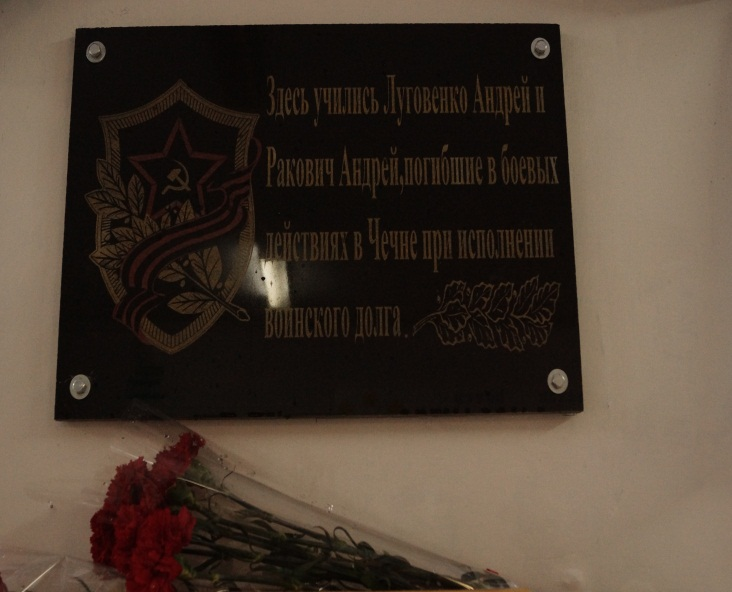 Здесь учились Луговенко Андрей и
Ракович Андрей,погибшие в боевых
действиях в Чечне при исполнении
воинского долга.